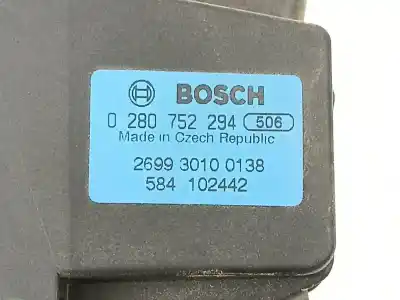 BOSCH
0 280 752 294 506
Made in Czech Republic
2699 3010 0138
584 102442